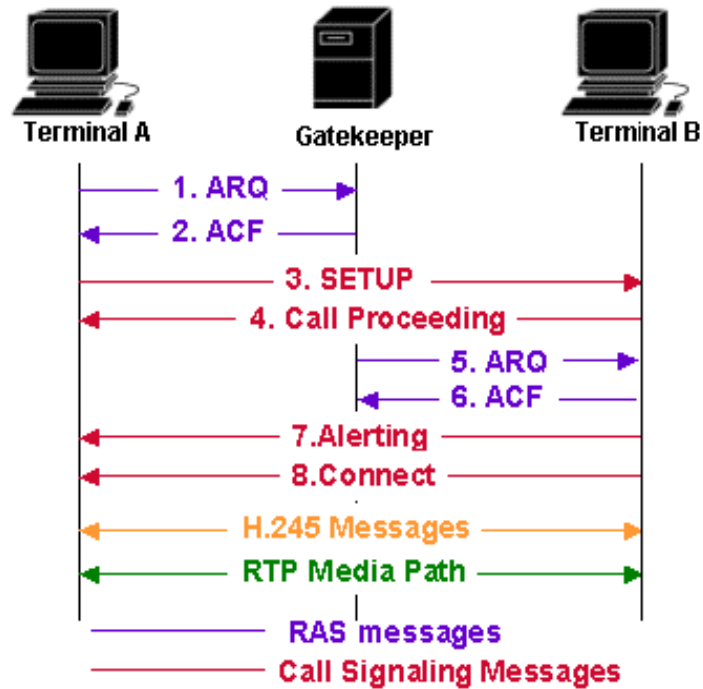 Terminal A
Gatekeeper
Terminal B
1. ARQ
2. ACF
3. SETUP
4. Call Proceeding
5. ARQ
6. ACF
7.Alerting
8.Connect
H.245 Messages
RTP Media Path
RAS messages
Call Signaling Messages